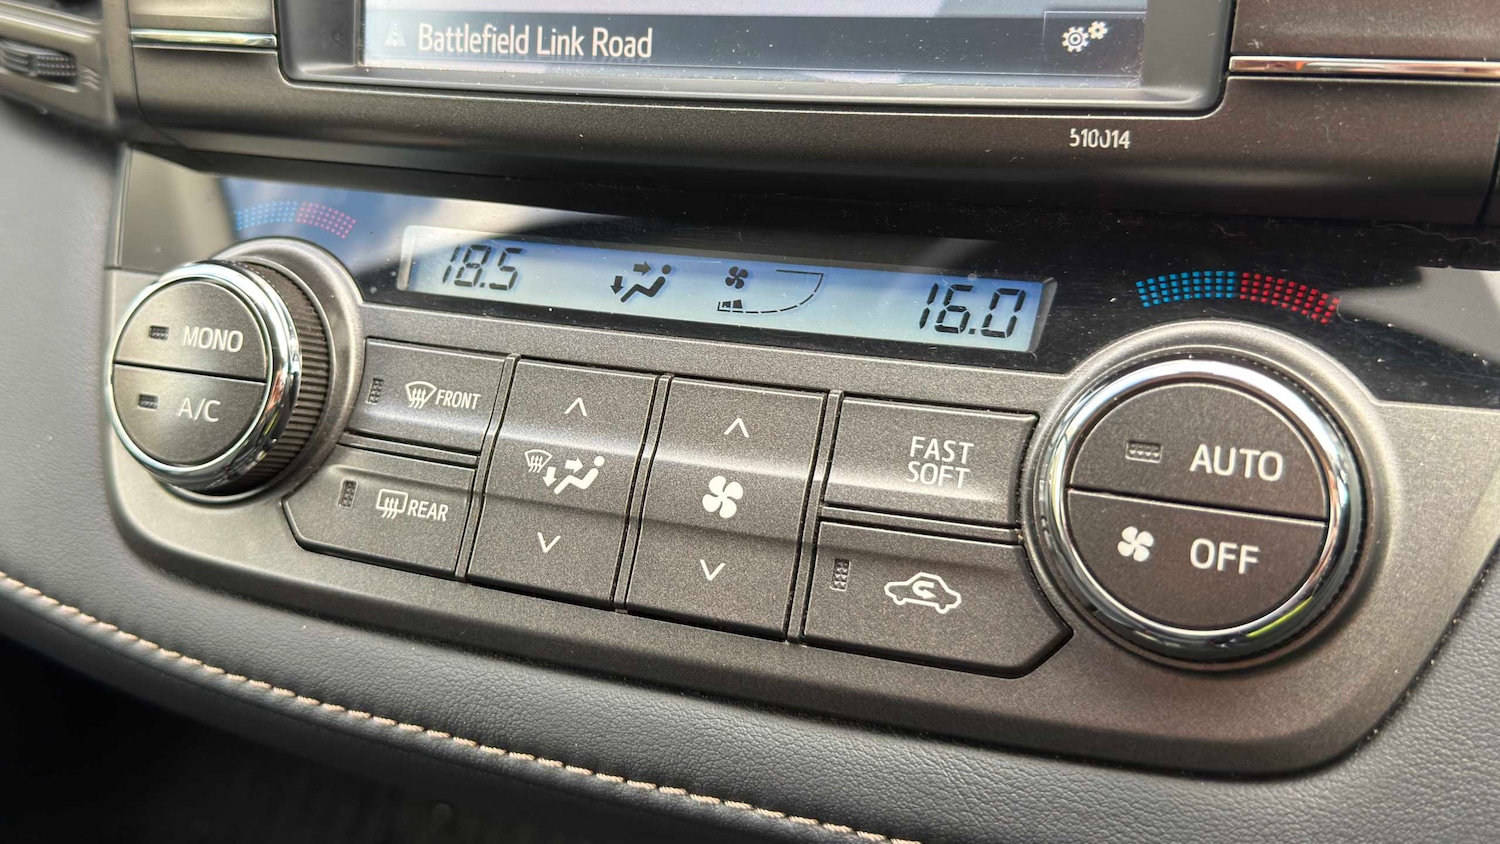 Battlefield Link Road
510014
18.5
16.0
MONO
A/C
FRONT
REAR
FAST
SOFT
AUTO
OFF